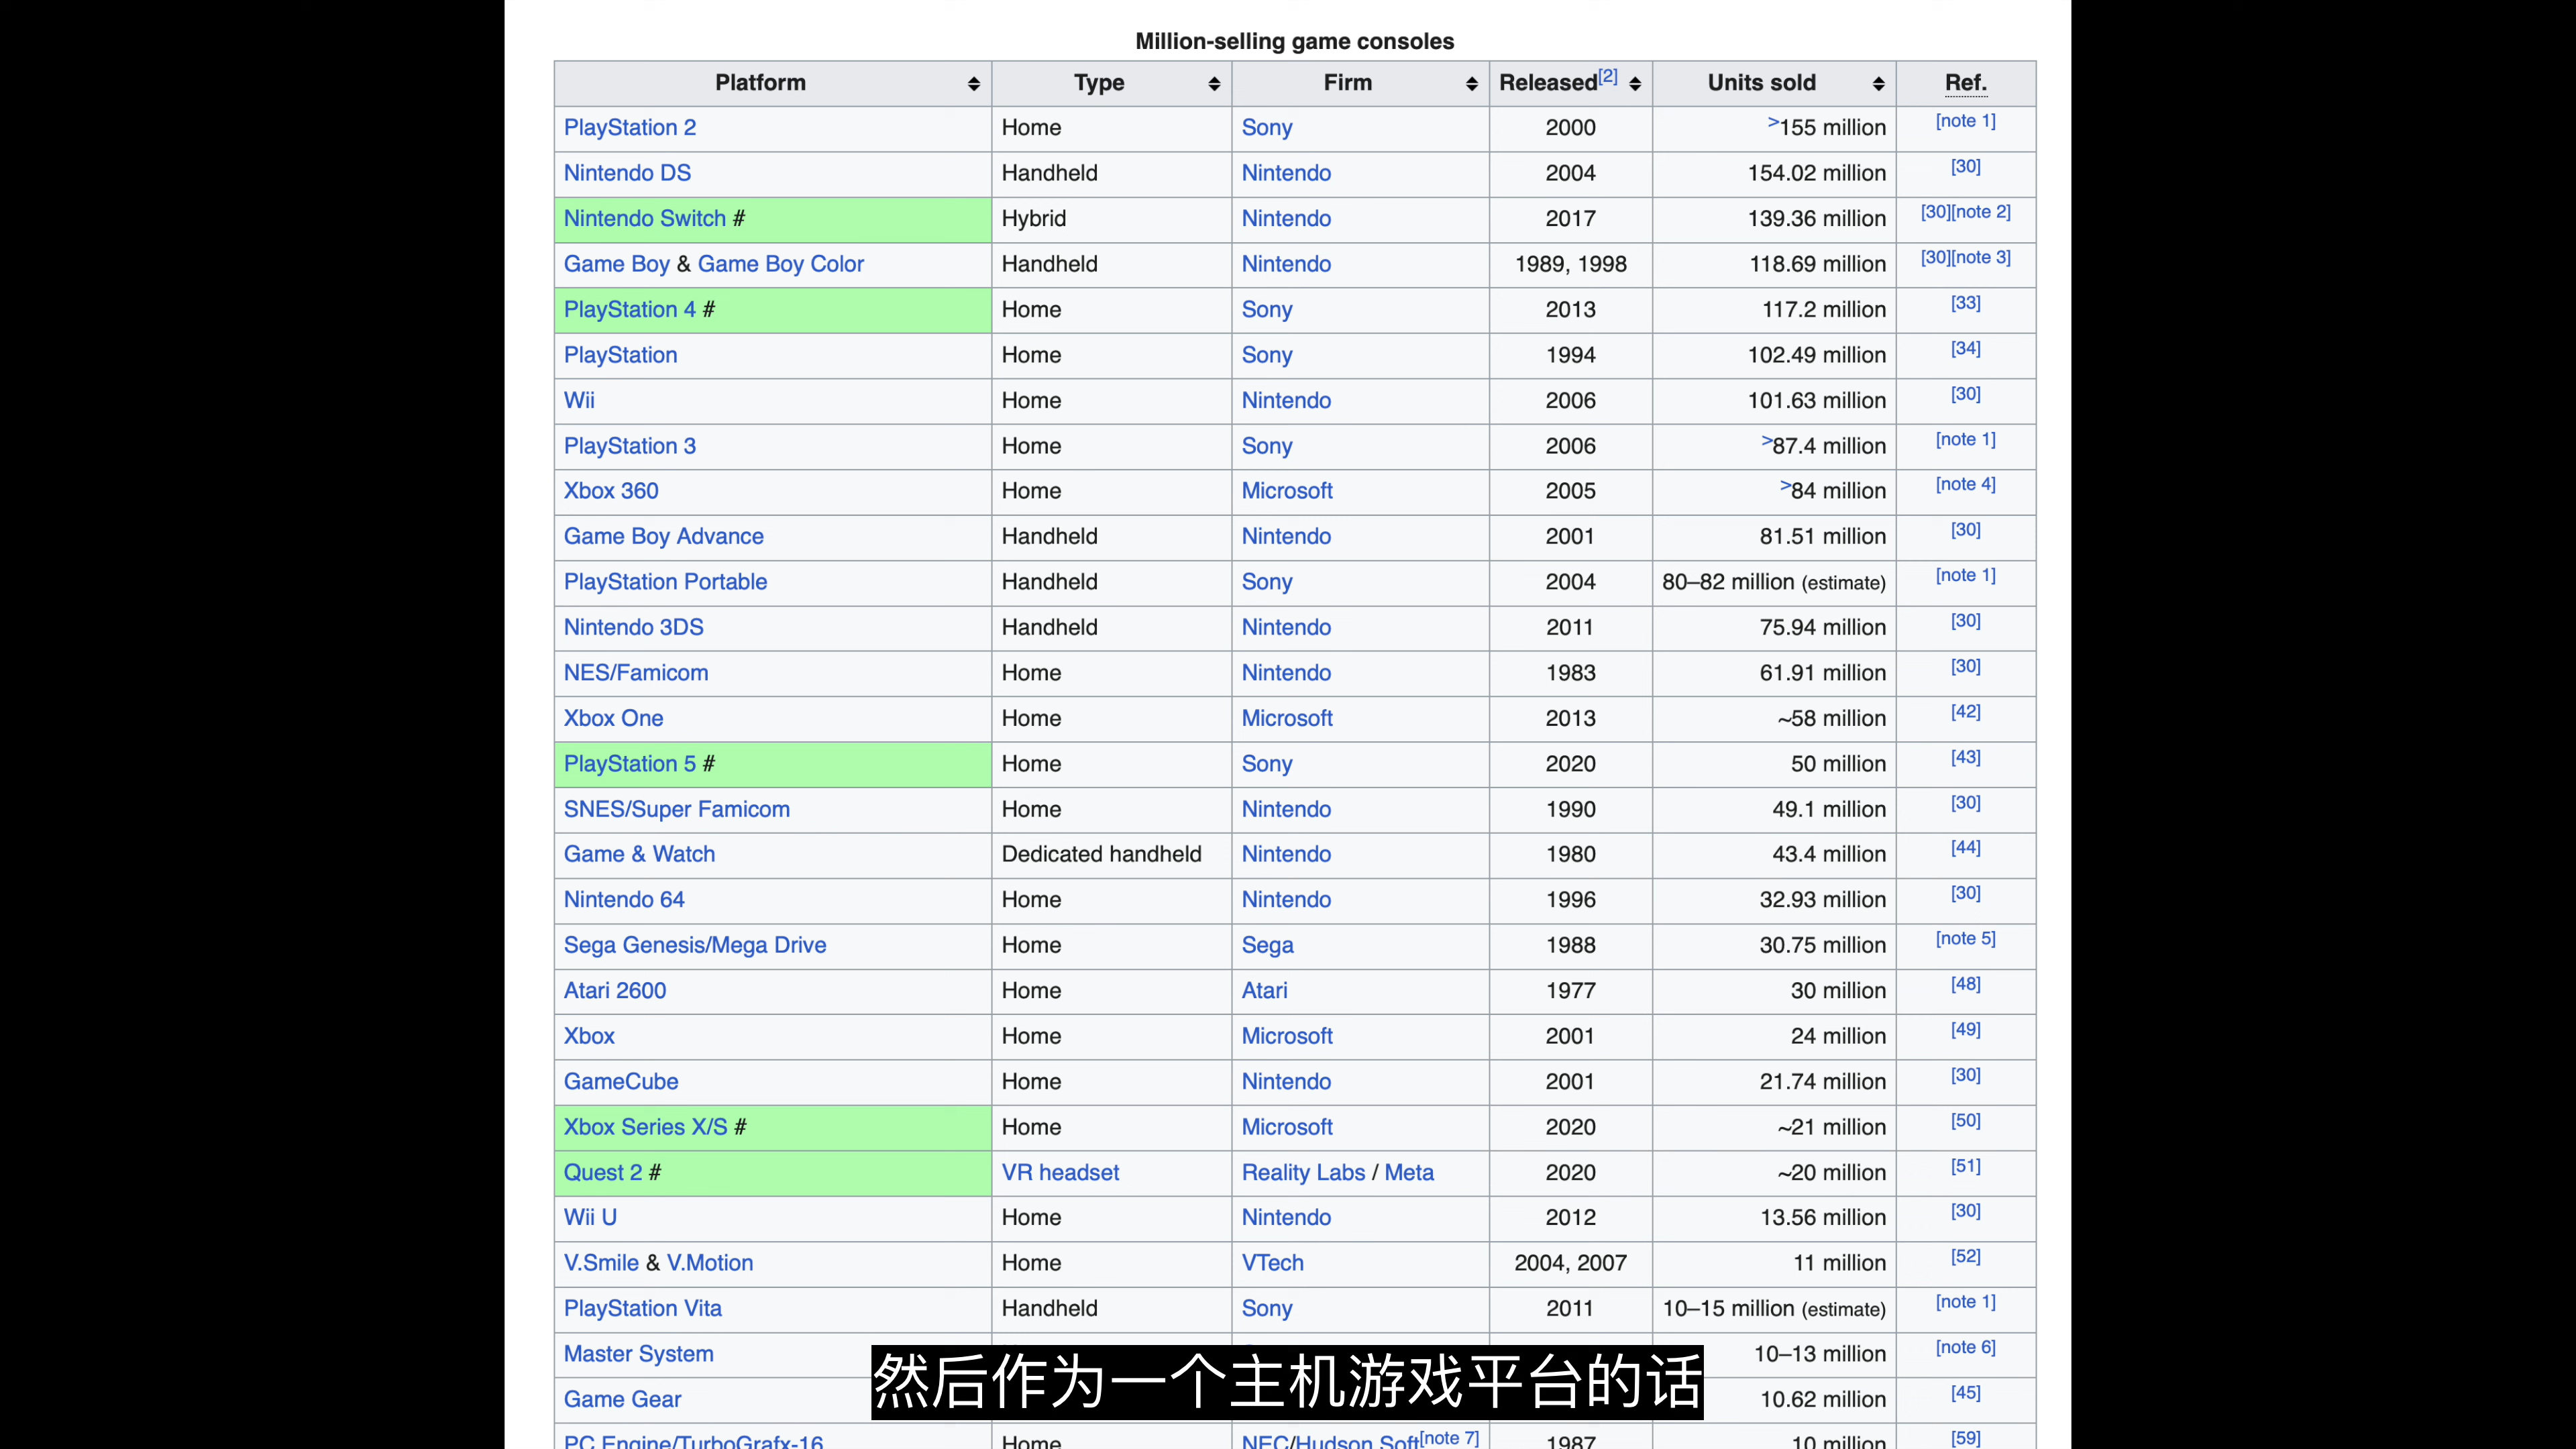 Million-selling game consoles
Platform Type Firm Released[2] Units sold Ref.
PlayStation 2 Home Sony 2000 >155 million [note 1]
Nintendo DS Handheld Nintendo 2004 154.02 million [30]
Nintendo Switch # Hybrid Nintendo 2017 139.36 million [30][note 2]
Game Boy & Game Boy Color Handheld Nintendo 1989, 1998 118.69 million [30][note 3]
PlayStation 4 # Home Sony 2013 117.2 million [33]
PlayStation Home Sony 1994 102.49 million [34]
Wii Home Nintendo 2006 101.63 million [30]
PlayStation 3 Home Sony 2006 >87.4 million [note 1]
Xbox 360 Home Microsoft 2005 >84 million [note 4]
Game Boy Advance Handheld Nintendo 2001 81.51 million [30]
PlayStation Portable Handheld Sony 2004 80–82 million (estimate) [note 1]
Nintendo 3DS Handheld Nintendo 2011 75.94 million [30]
NES/Famicom Home Nintendo 1983 61.91 million [30]
Xbox One Home Microsoft 2013 ~58 million [42]
PlayStation 5 # Home Sony 2020 50 million [43]
SNES/Super Famicom Home Nintendo 1990 49.1 million [30]
Game & Watch Dedicated handheld Nintendo 1980 43.4 million [44]
Nintendo 64 Home Nintendo 1996 32.93 million [30]
Sega Genesis/Mega Drive Home Sega 1988 30.75 million [note 5]
Atari 2600 Home Atari 1977 30 million [48]
Xbox Home Microsoft 2001 24 million [49]
GameCube Home Nintendo 2001 21.74 million [30]
Xbox Series X/S # Home Microsoft 2020 ~21 million [50]
Quest 2 # VR headset Reality Labs / Meta 2020 ~20 million [51]
Wii U Home Nintendo 2012 13.56 million [30]
V.Smile & V.Motion Home VTech 2004, 2007 11 million [52]
PlayStation Vita Handheld Sony 2011 10–15 million (estimate) [note 1]
Master System 10–13 million [note 6]
Game Gear 10.62 million [45]
然后作为一个主机游戏平台的话
PC Engine/TurboGrafx-16 Home NEC/Hudson Soft[note 7] 1987 10 million [59]